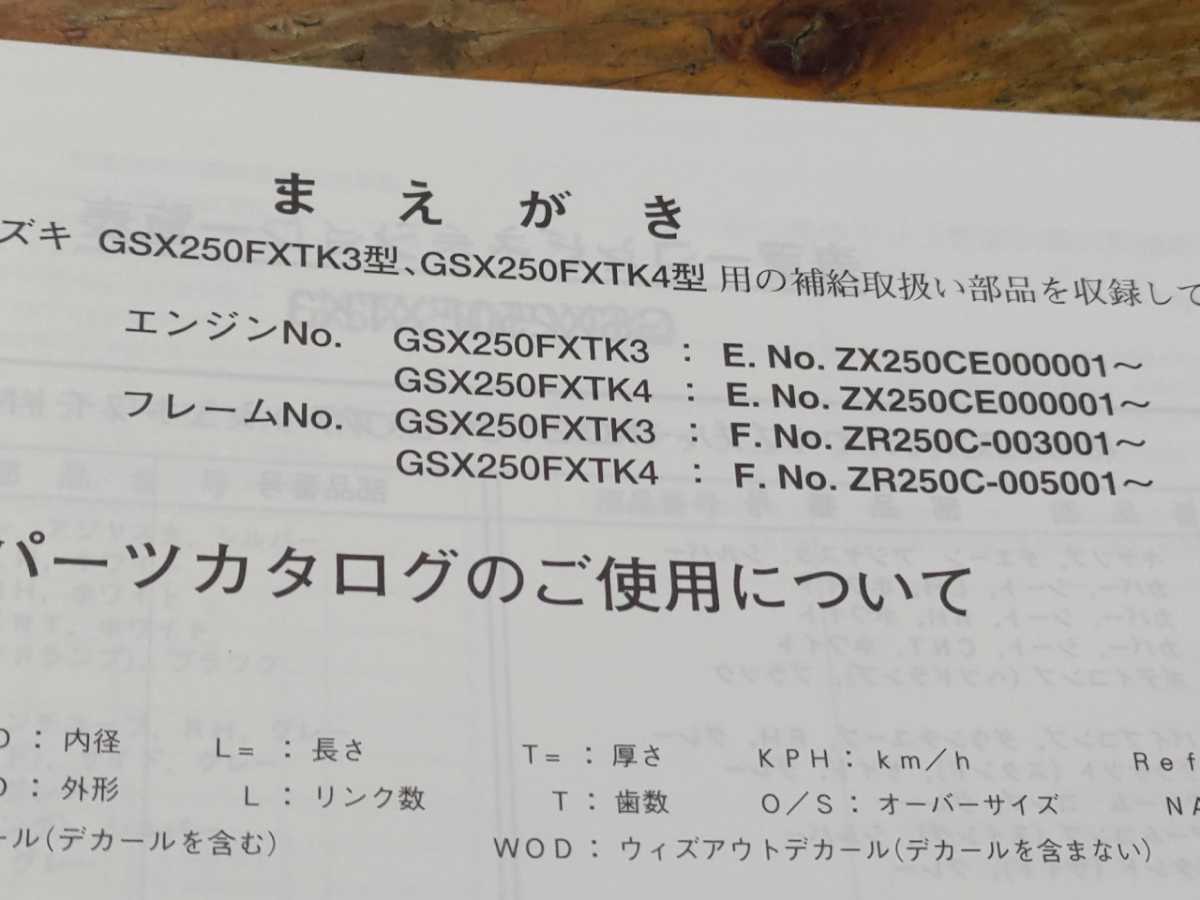 まえがき
ズキ GSX250FXTK3型、GSX250FXTK4型 用の補給取扱い部品を収録して
エンジンNo. GSX250FXTK3 : E. No. ZX250CE000001～
GSX250FXTK4 : E. No. ZX250CE000001～
フレームNo. GSX250FXTK3 : F. No. ZR250C-003001～
GSX250FXTK4 : F. No. ZR250C-005001～
パーツカタログのご使用について
D : 内径 L= : 長さ T= : 厚さ KPH : km/h Ref
D : 外形 L : リンク数 T : 歯数 O/S : オーバーサイズ NA
ール(デカールを含む) WOD : ウィズアウトデカール(デカールを含まない)